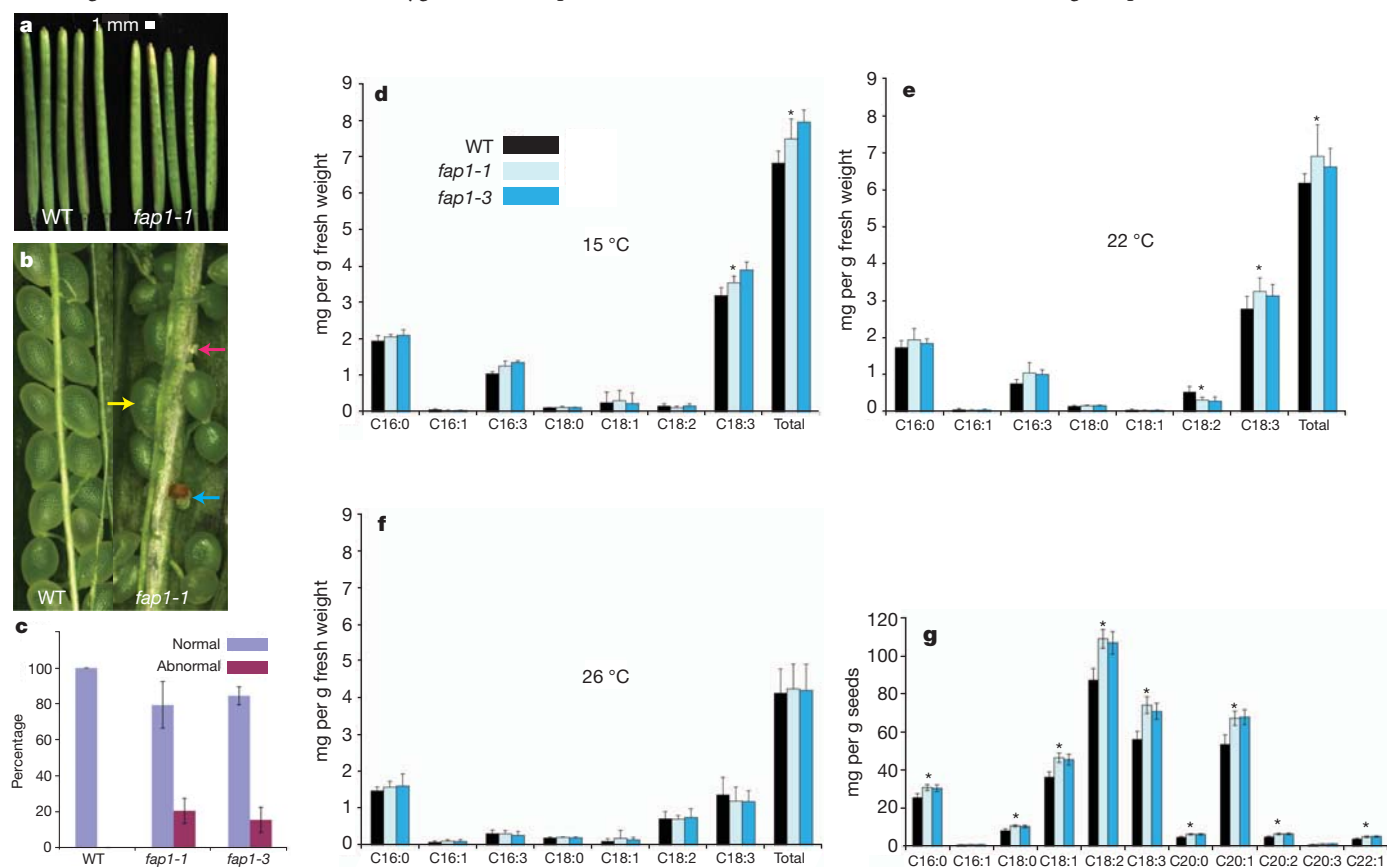 a
1 mm
WT
fap1-1
b
WT
fap1-1
c
Normal
Abnormal
Percentage
100
80
60
40
20
0
WT
fap1-1
fap1-3
d
WT
fap1-1
fap1-3
15 °C
mg per g fresh weight
9
8
7
6
5
4
3
2
1
0
*
*
C16:0 C16:1 C16:3 C18:0 C18:1 C18:2 C18:3 Total
e
22 °C
mg per g fresh weight
9
8
7
6
5
4
3
2
1
0
*
*
*
C16:0 C16:1 C16:3 C18:0 C18:1 C18:2 C18:3 Total
f
26 °C
mg per g fresh weight
9
8
7
6
5
4
3
2
1
0
C16:0 C16:1 C16:3 C18:0 C18:1 C18:2 C18:3 Total
g
mg per g seeds
120
100
80
60
40
20
0
* * * * * * * * *
C16:0 C16:1 C18:0 C18:1 C18:2 C18:3 C20:0 C20:1 C20:2 C20:3 C22:1